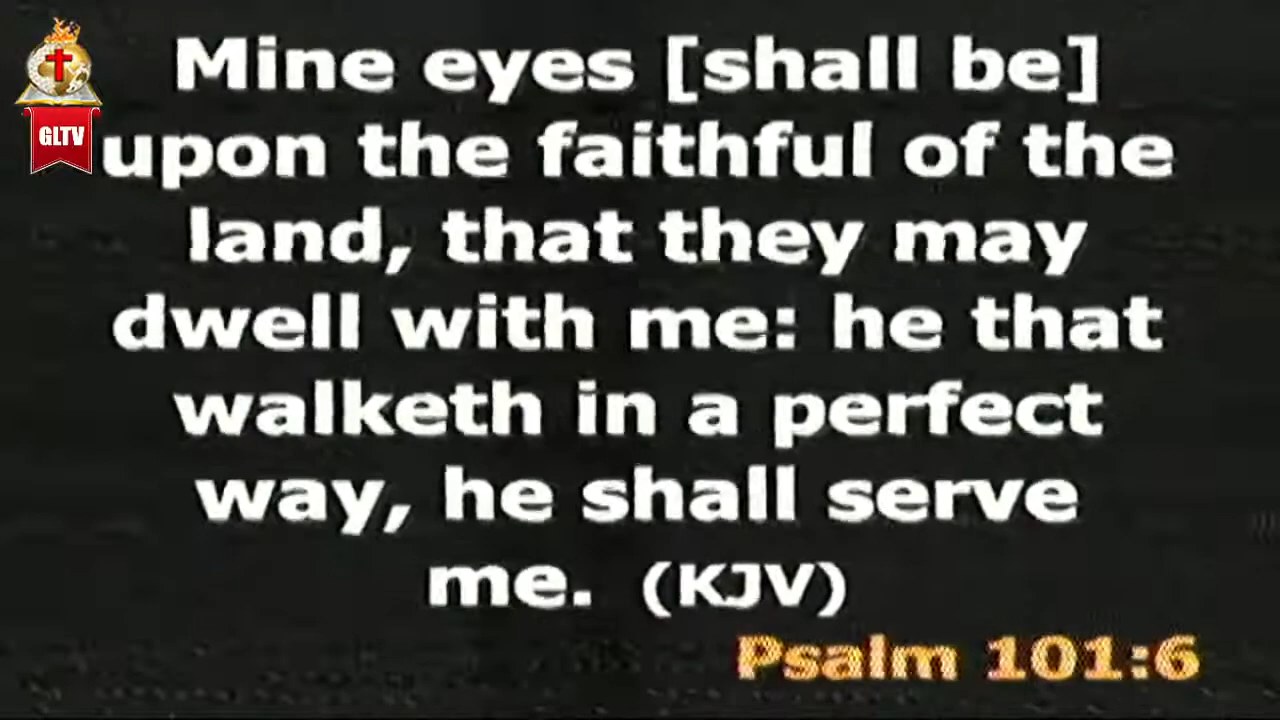 Mine eyes [shall be]
upon the faithful of the
land, that they may
dwell with me: he that
walketh in a perfect
way, he shall serve
me. (KJV)
Psalm 101:6
GLTV